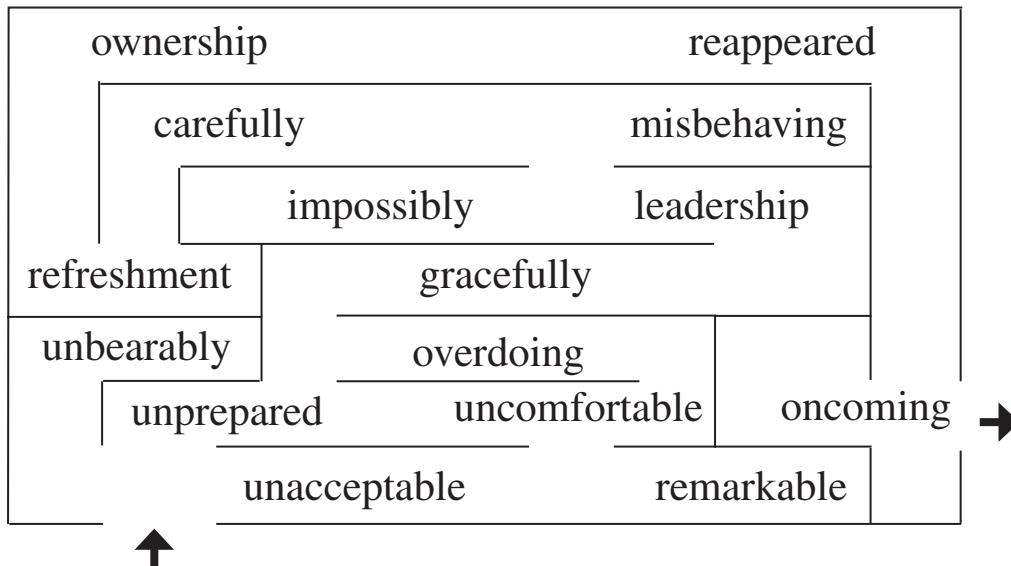 ownership reappeared
carefully misbehaving
impossibly leadership
refreshment gracefully
unbearably overdoing
unprepared uncomfortable oncoming
unacceptable remarkable